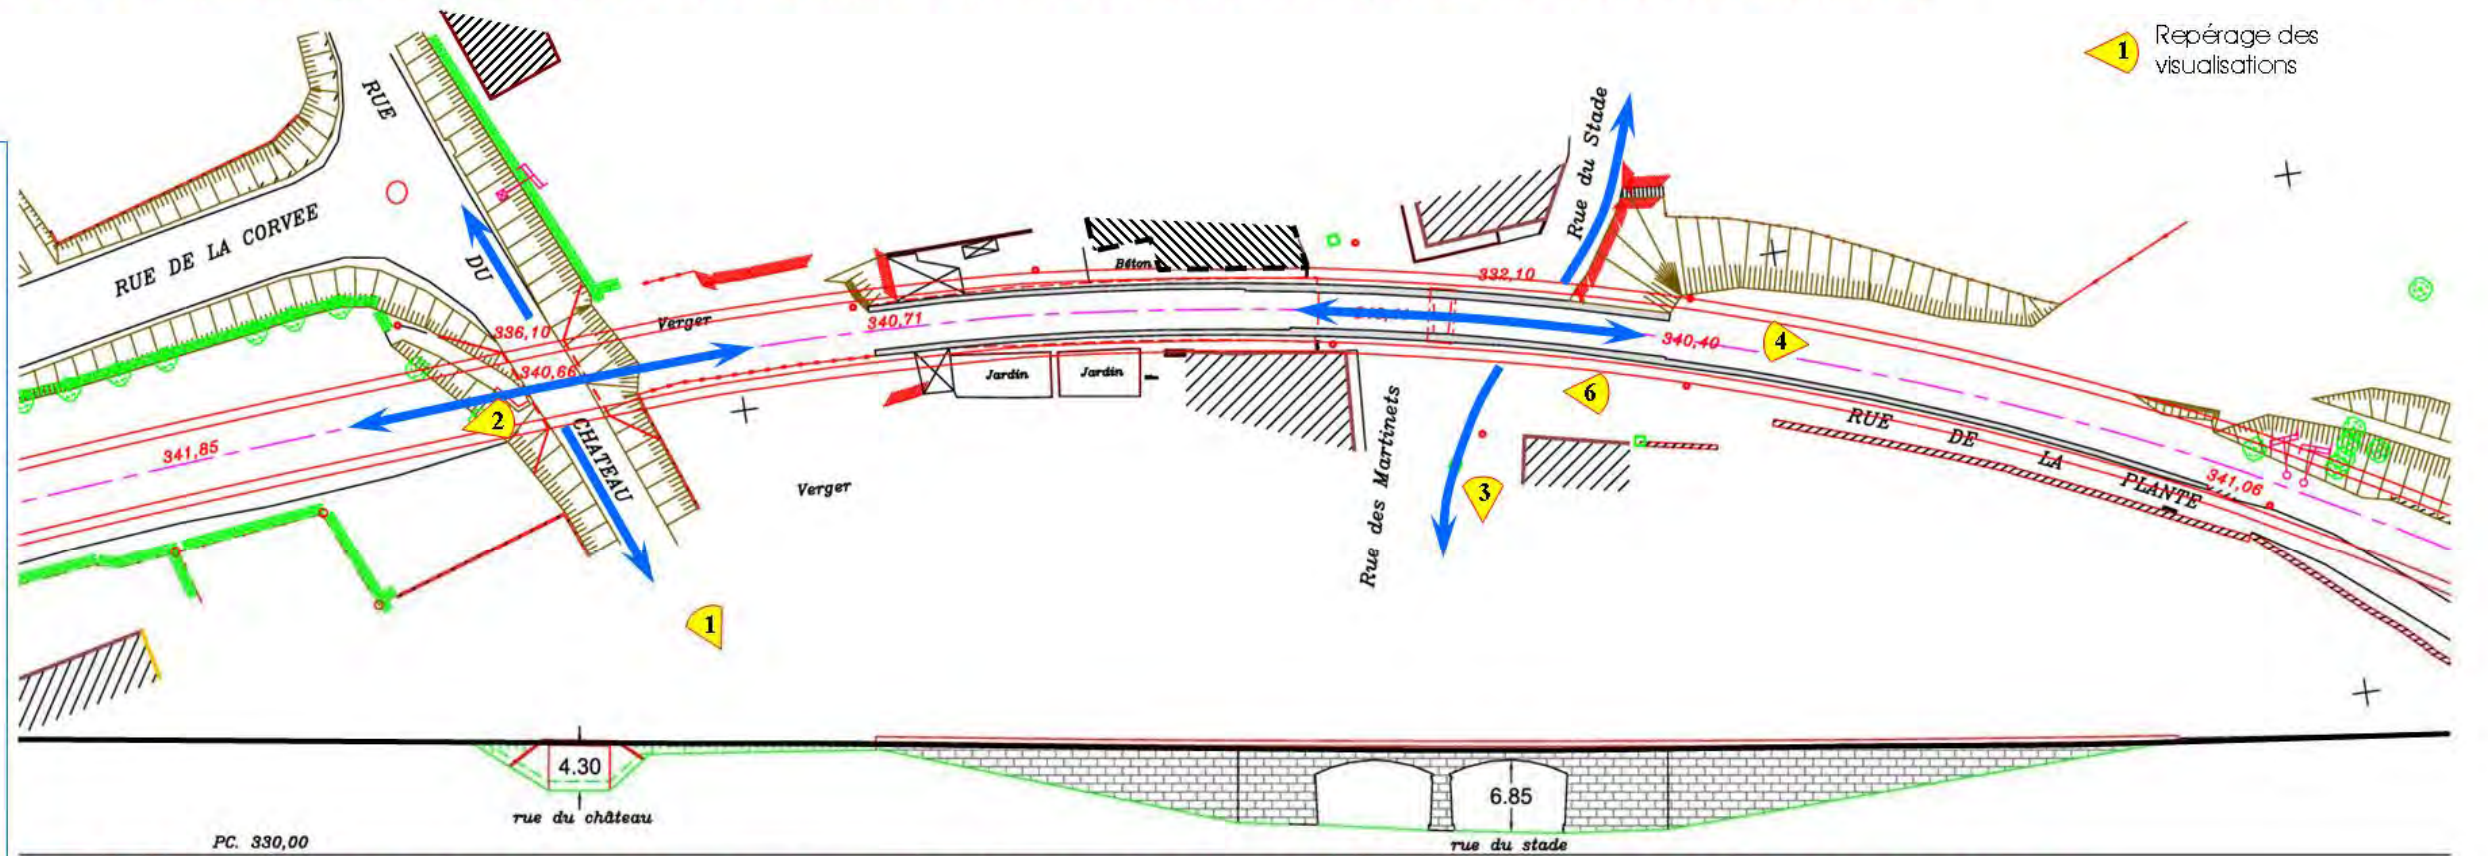 1
Repérage des
visualisations
RUE
DU
CHATEAU
RUE DE LA CORVEE
Rue du Stade
Béton
332,10
336,10
Verger
340,71
340,40
4
340,66
Jardin
Jardin
6
2
341,85
Verger
Rue des Martinets
3
RUE DE LA PLANTE
341,06
1
4.30
rue du château
6.85
rue du stade
PC. 330,00